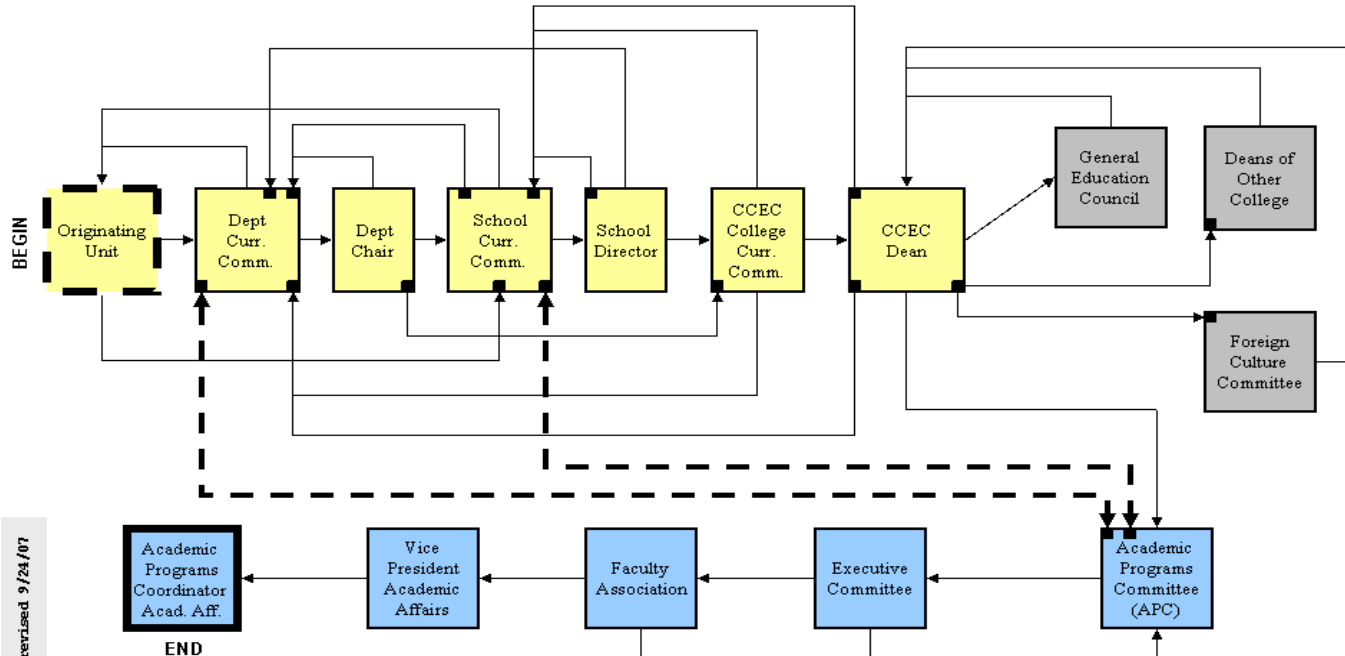 BEGIN
Originating
Unit
Dept
Curr.
Comm.
Dept
Chair
School
Curr.
Comm.
School
Director
CCEC
College
Curr.
Comm.
CCEC
Dean
General
Education
Council
Deans of
Other
College
Foreign
Culture
Committee
evised 9/24/07
Academic
Programs
Coordinator
Acad. Aff.
END
Vice
President
Academic
Affairs
Faculty
Association
Executive
Committee
Academic
Programs
Committee
(APC)